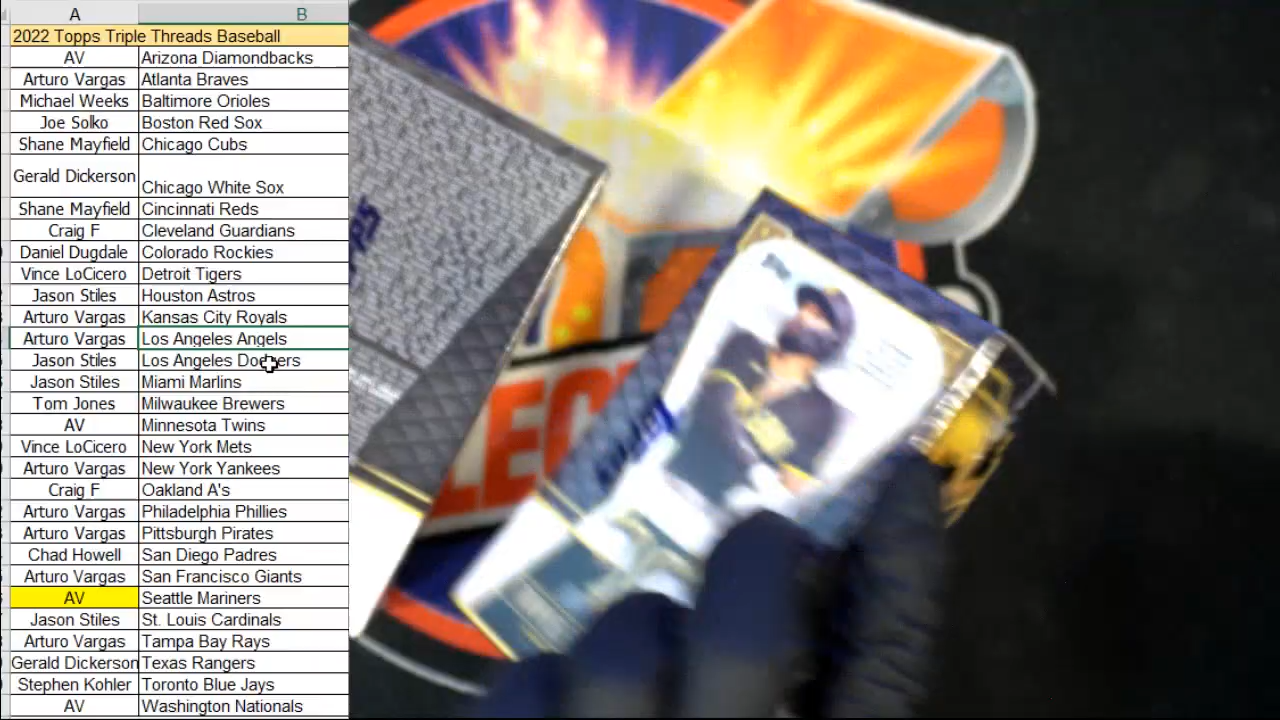 A B
2022 Topps Triple Threads Baseball
AV Arizona Diamondbacks
Arturo Vargas Atlanta Braves
Michael Weeks Baltimore Orioles
Joe Solko Boston Red Sox
Shane Mayfield Chicago Cubs
Gerald Dickerson Chicago White Sox
Shane Mayfield Cincinnati Reds
Craig F Cleveland Guardians
Daniel Dugdale Colorado Rockies
Vince LoCicero Detroit Tigers
Jason Stiles Houston Astros
Arturo Vargas Kansas City Royals
Arturo Vargas Los Angeles Angels
Jason Stiles Los Angeles Dodgers
Jason Stiles Miami Marlins
Tom Jones Milwaukee Brewers
AV Minnesota Twins
Vince LoCicero New York Mets
Arturo Vargas New York Yankees
Craig F Oakland A's
Arturo Vargas Philadelphia Phillies
Arturo Vargas Pittsburgh Pirates
Chad Howell San Diego Padres
Arturo Vargas San Francisco Giants
AV Seattle Mariners
Jason Stiles St. Louis Cardinals
Arturo Vargas Tampa Bay Rays
Gerald Dickerson Texas Rangers
Stephen Kohler Toronto Blue Jays
AV Washington Nationals